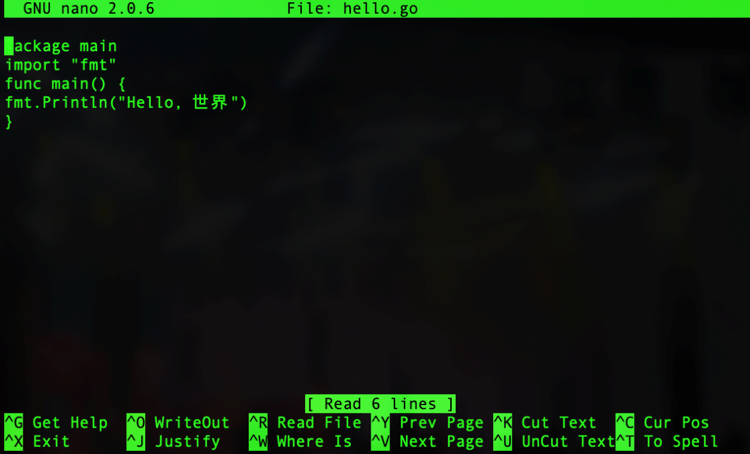 GNU nano 2.0.6 File: hello.go
package main
import "fmt"
func main() {
fmt.Println("Hello, 世界")
}
[ Read 6 lines ]
^G Get Help ^O WriteOut ^R Read File ^Y Prev Page ^K Cut Text ^C Cur Pos
^X Exit ^J Justify ^W Where Is ^V Next Page ^U UnCut Text ^T To Spell